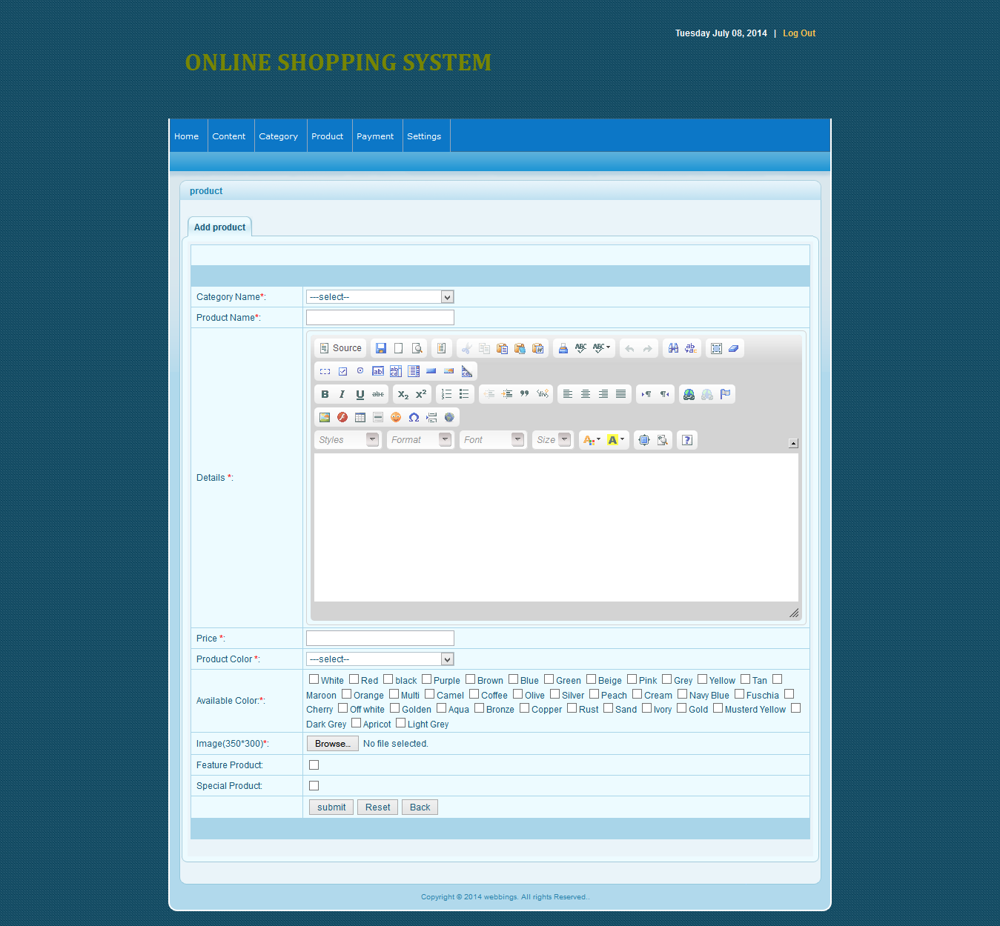 Tuesday July 08, 2014 | Log Out
ONLINE SHOPPING SYSTEM
Home Content Category Product Payment Settings
product
Add product
Category Name*: ---select--
Product Name*:
Source
ABC ABC
B I U abc X₂ X²
Styles Format Font Size A A ?
Details *:
Price *:
Product Color *: ---select--
White Red black Purple Brown Blue Green Beige Pink Grey Yellow Tan
Available Color:*:
Maroon Orange Multi Camel Coffee Olive Silver Peach Cream Navy Blue Fuschia
Cherry Off white Golden Aqua Bronze Copper Rust Sand Ivory Gold Musterd Yellow
Dark Grey Apricot Light Grey
Image(350*300)*: Browse... No file selected.
Feature Product:
Special Product:
submit Reset Back
Copyright © 2014 webbings. All rights Reserved..